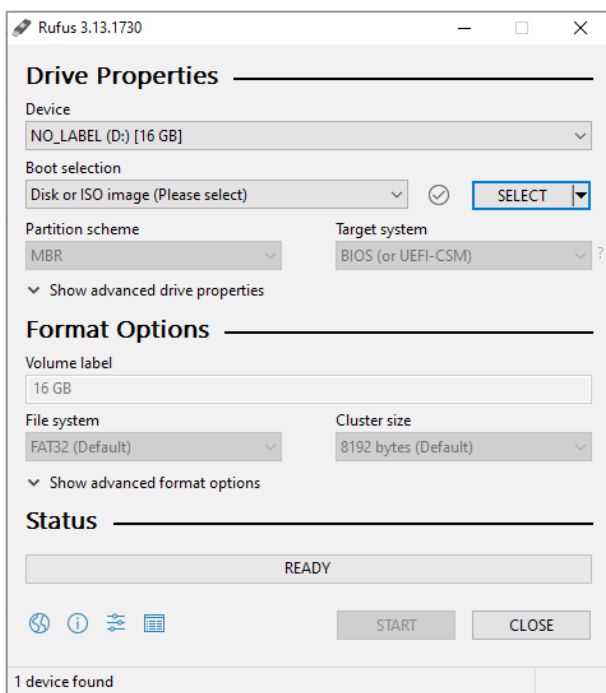 Rufus 3.13.1730
Drive Properties
Device
NO_LABEL (D:) [16 GB]
Boot selection
Disk or ISO image (Please select)
SELECT
Partition scheme
Target system
MBR
BIOS (or UEFI-CSM)
?
Show advanced drive properties
Format Options
Volume label
16 GB
File system
Cluster size
FAT32 (Default)
8192 bytes (Default)
Show advanced format options
Status
READY
START
CLOSE
1 device found